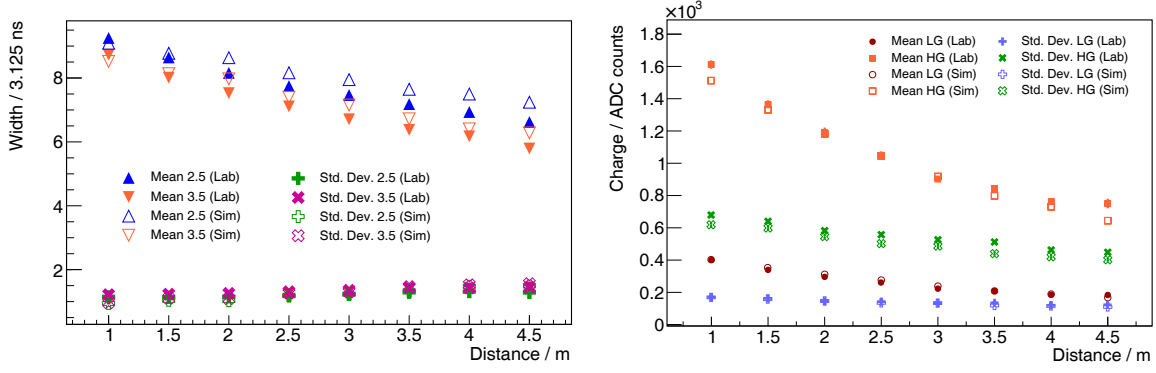 Width / 3.125 ns
8
6
4
2
Mean 2.5 (Lab)
Mean 3.5 (Lab)
Mean 2.5 (Sim)
Mean 3.5 (Sim)
Std. Dev. 2.5 (Lab)
Std. Dev. 3.5 (Lab)
Std. Dev. 2.5 (Sim)
Std. Dev. 3.5 (Sim)
1 1.5 2 2.5 3 3.5 4 4.5
Distance / m
×10³
Charge / ADC counts
1.8
1.6
1.4
1.2
1
0.8
0.6
0.4
0.2
0
Mean LG (Lab)
Mean HG (Lab)
Mean LG (Sim)
Mean HG (Sim)
Std. Dev. LG (Lab)
Std. Dev. HG (Lab)
Std. Dev. LG (Sim)
Std. Dev. HG (Sim)
1 1.5 2 2.5 3 3.5 4 4.5
Distance / m